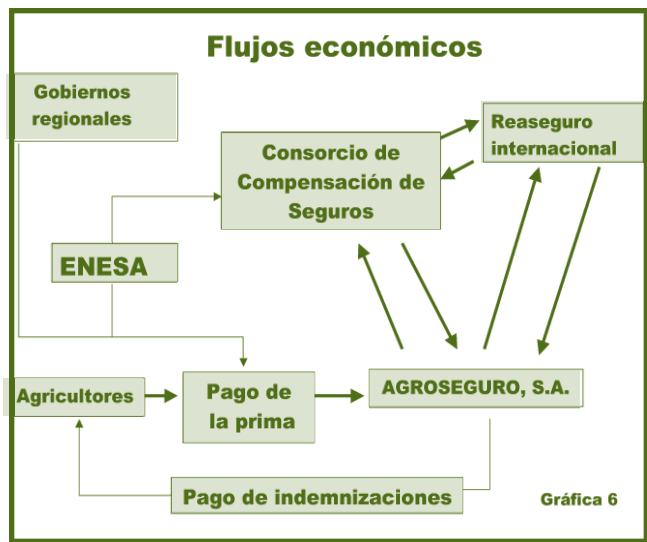 Flujos económicos
Gobiernos
regionales
Reaseguro
internacional
Consorcio de
Compensación de
Seguros
ENESA
Agricultores
Pago de
la prima
AGROSEGURO, S.A.
Pago de indemnizaciones
Gráfica 6